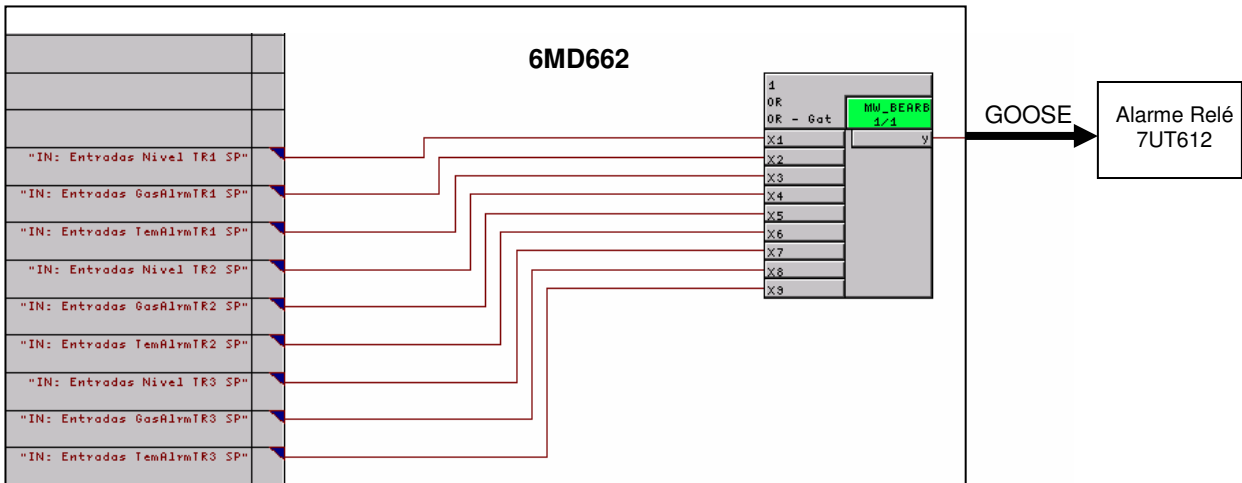 6MD662
1
OR
OR - Gat
MW_BEARB
1/1
X1
Y
X2
X3
X4
X5
X6
X7
X8
X9
"IN: Entradas Nivel TR1 SP"
"IN: Entradas GasAlrmTR1 SP"
"IN: Entradas TemAlrmTR1 SP"
"IN: Entradas Nivel TR2 SP"
"IN: Entradas GasAlrmTR2 SP"
"IN: Entradas TemAlrmTR2 SP"
"IN: Entradas Nivel TR3 SP"
"IN: Entradas GasAlrmTR3 SP"
"IN: Entradas TemAlrmTR3 SP"
GOOSE
Alarme Relé
7UT612